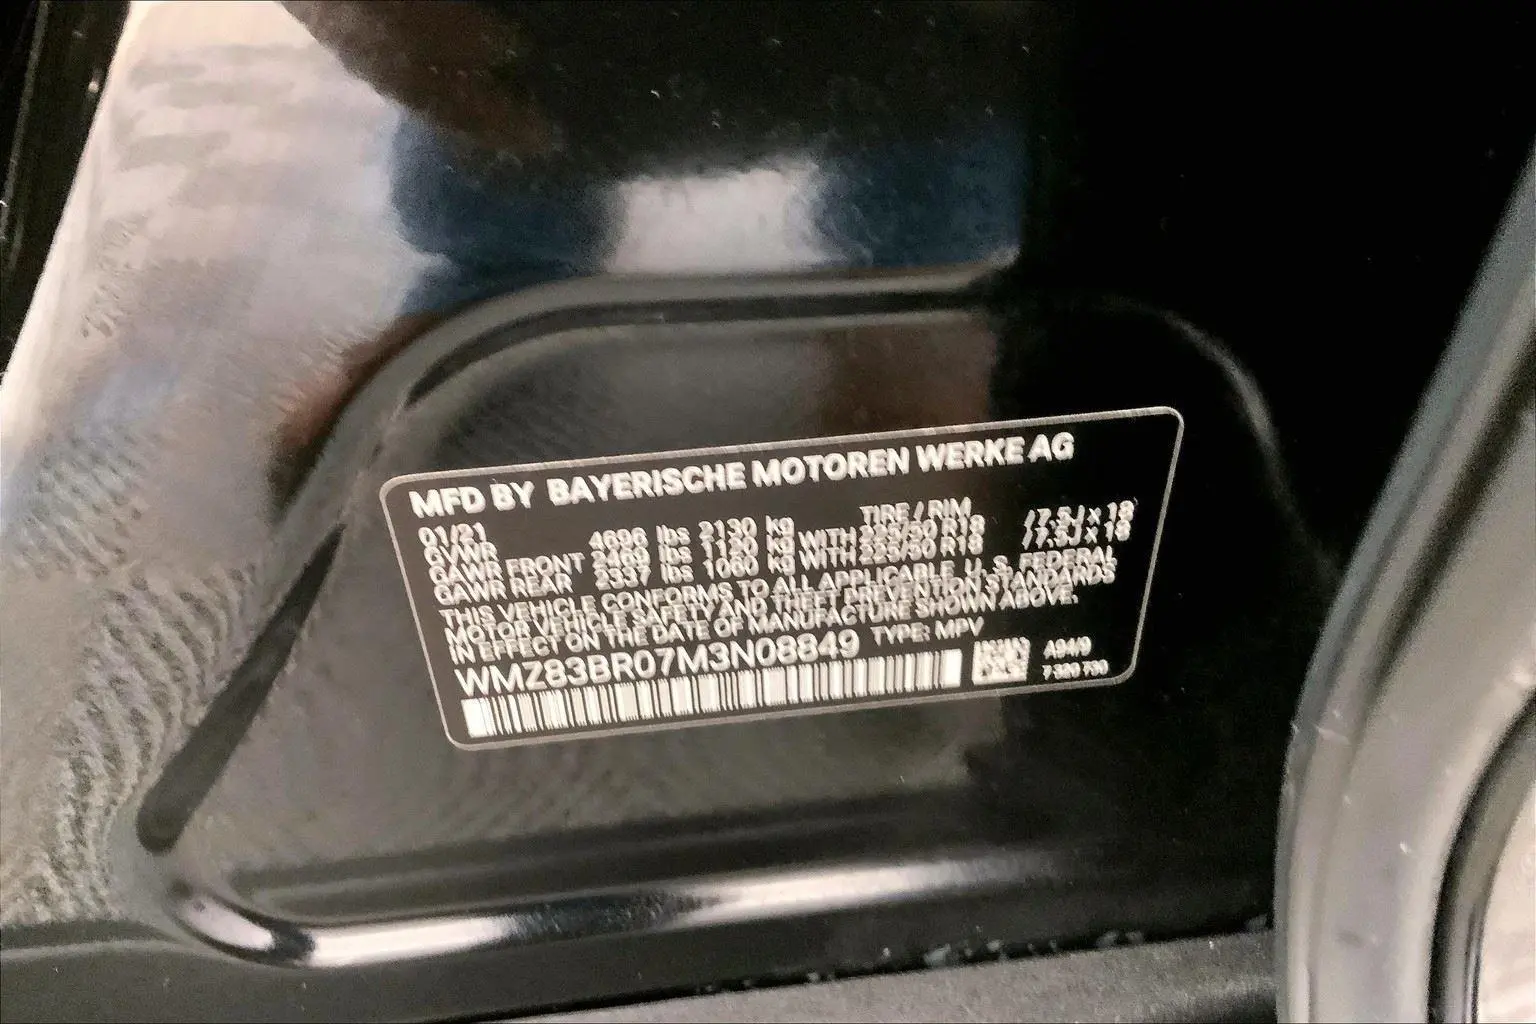 MFD BY BAYERISCHE MOTOREN WERKE AG
01/21 TIRE / RIM
GVWR 4696 lbs 2130 kg
GAWR FRONT 2469 lbs 1120 kg WITH 225/50 R18 /7.5J x 18
GAWR REAR 2337 lbs 1060 kg WITH 225/50 R18 /7.5J x 18
THIS VEHICLE CONFORMS TO ALL APPLICABLE U. S. FEDERAL
MOTOR VEHICLE SAFETY AND THEFT PREVENTION STANDARDS
IN EFFECT ON THE DATE OF MANUFACTURE SHOWN ABOVE.
WMZ83BR07M3N08849 TYPE: MPV
A94/9
7 320 730